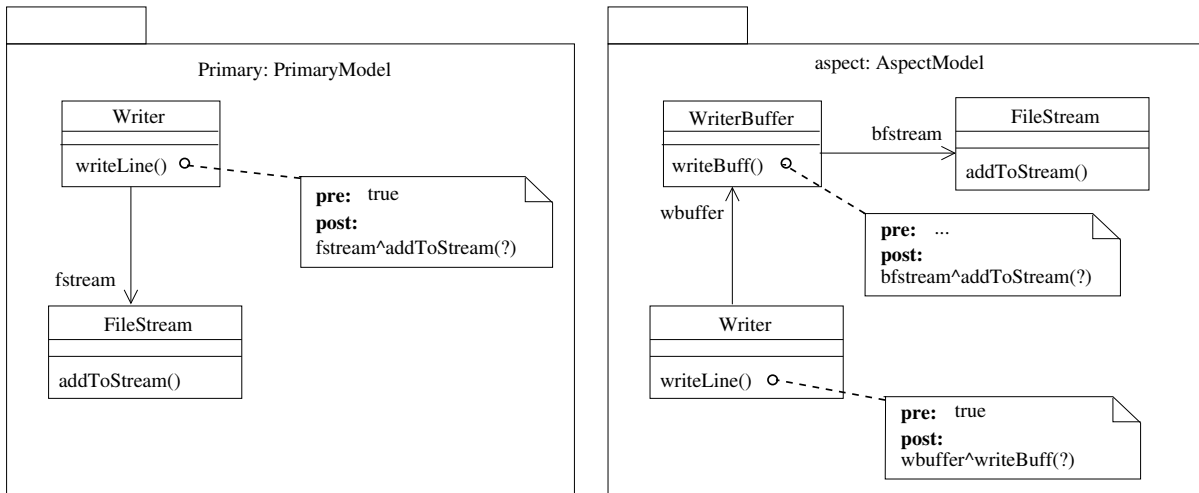 Primary: PrimaryModel
Writer
writeLine()
pre: true
post:
fstream^addToStream(?)
fstream
FileStream
addToStream()
aspect: AspectModel
WriterBuffer
writeBuff()
bfstream
FileStream
addToStream()
wbuffer
pre: ...
post:
bfstream^addToStream(?)
Writer
writeLine()
pre: true
post:
wbuffer^writeBuff(?)